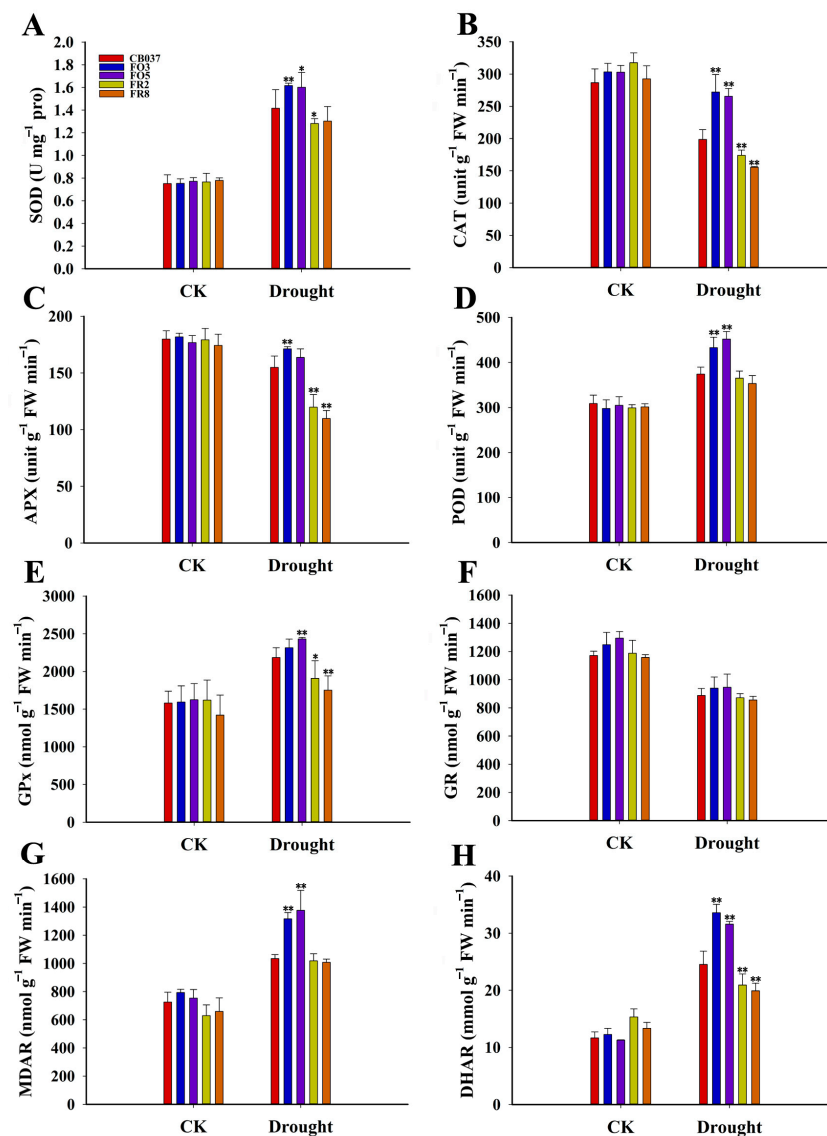 A
SOD (U mg⁻¹ pro)
2.0
1.8
1.6
1.4
1.2
1.0
0.8
0.6
0.4
0.2
0.0
CB037
FO3
FO5
FR2
FR8
** * *
CK Drought
B
CAT (unit g⁻¹ FW min⁻¹)
350
300
250
200
150
100
50
0
** ** ** **
CK Drought
C
APX (unit g⁻¹ FW min⁻¹)
200
150
100
50
0
** ** **
CK Drought
D
POD (unit g⁻¹ FW min⁻¹)
500
400
300
200
100
0
** **
CK Drought
E
GPx (nmol g⁻¹ FW min⁻¹)
3000
2500
2000
1500
1000
500
0
** * **
CK Drought
F
GR (nmol g⁻¹ FW min⁻¹)
1600
1400
1200
1000
800
600
400
200
0
CK Drought
G
MDAR (nmol g⁻¹ FW min⁻¹)
1600
1400
1200
1000
800
600
400
200
0
** **
CK Drought
H
DHAR (mmol g⁻¹ FW min⁻¹)
40
30
20
10
0
** ** ** **
CK Drought